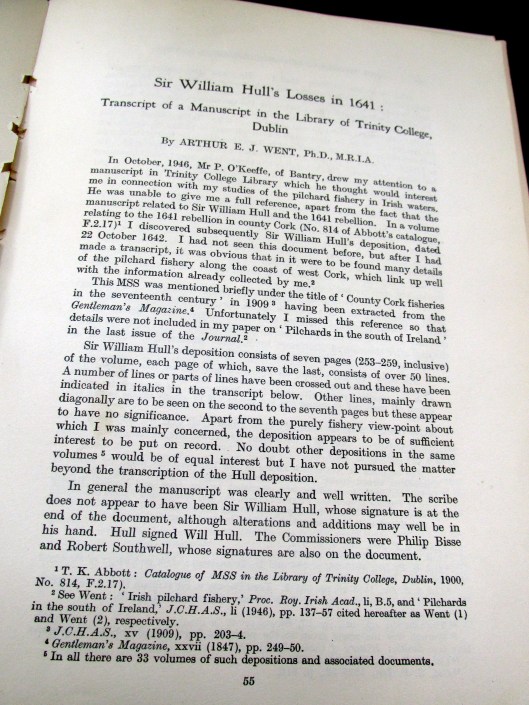 Sir William Hull's Losses in 1641 :
Transcript of a Manuscript in the Library of Trinity College,
Dublin
By ARTHUR E. J. WENT, Ph.D., M.R.I.A.
In October, 1946, Mr P. O'Keeffe, of Bantry, drew my attention to a
manuscript in Trinity College Library which he thought would interest
me in connection with my studies of the pilchard fishery in Irish waters.
He was unable to give me a full reference, apart from the fact that the
manuscript related to Sir William Hull and the 1641 rebellion. In a volume
relating to the 1641 rebellion in county Cork (No. 814 of Abbott's catalogue,
F.2.17)¹ I discovered subsequently Sir William Hull's deposition, dated
22 October 1642. I had not seen this document before, but after I had
made a transcript, it was obvious that in it were to be found many details
of pilchard fishery along the coast of west Cork, which link up well
with the information already collected by me.²
This MSS was mentioned briefly under the title of ' County Cork fisheries
in the seventeenth century ' in 1909 ³ having been extracted from the
Gentleman's Magazine.⁴ Unfortunately I missed this reference so that
details were not included in my paper on ' Pilchards in the south of Ireland '
in the last issue of the Journal.²
Sir William Hull's deposition consists of seven pages (253–259, inclusive)
of the volume, each page of which, save the last, consists of over 50 lines.
A number of lines or parts of lines have been crossed out and these have been
indicated in italics in the transcript below. Other lines, mainly drawn
diagonally are to be seen on the second to the seventh pages but these appear
to have no significance. Apart from the purely fishery view-point about
which I was mainly concerned, the deposition appears to be of sufficient
interest to be put on record. No doubt other depositions in the same
volumes ⁵ would be of equal interest but I have not pursued the matter
beyond the transcription of the Hull deposition.
In general the manuscript was clearly and well written. The scribe
does not appear to have been Sir William Hull, whose signature is at the
end of the document, although alterations and additions may well be in
his hand. Hull signed Will Hull. The Commissioners were Philip Bisse
and Robert Southwell, whose signatures are also on the document.
¹ T. K. Abbott : Catalogue of MSS in the Library of Trinity College, Dublin, 1900,
No. 814, F.2.17).
² See Went : ' Irish pilchard fishery,' Proc. Roy. Irish Acad., li, B.5, and ' Pilchards
in the south of Ireland,' J.C.H.A.S., li (1946), pp. 137–57 cited hereafter as Went (1)
and Went (2), respectively.
³ J.C.H.A.S., xv (1909), pp. 203–4.
⁴ Gentleman's Magazine, xxvii (1847), pp. 249–50.
⁵ In all there are 33 volumes of such depositions and associated documents.
55